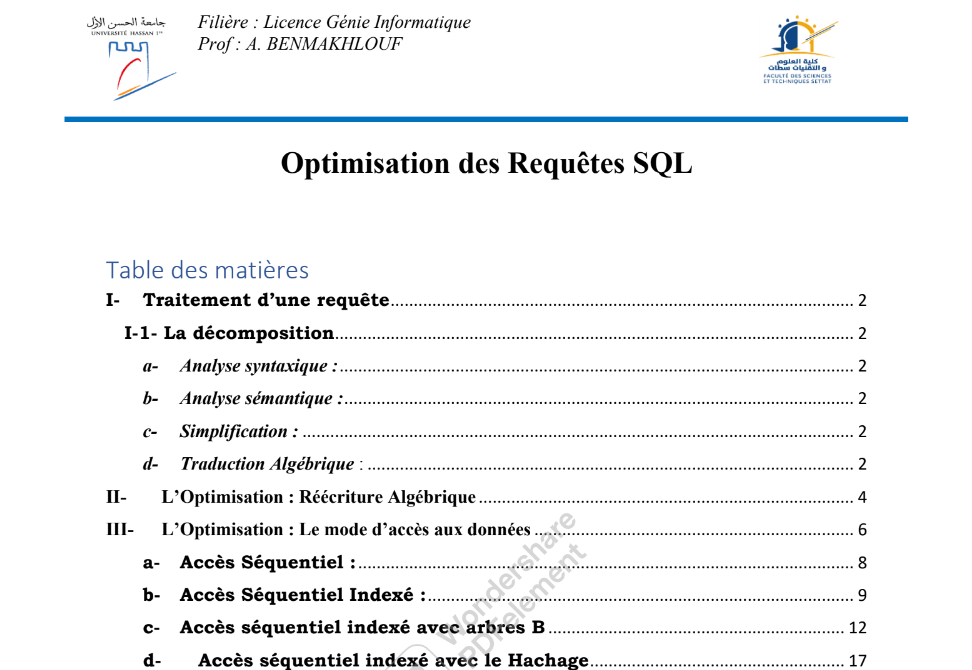 جامعة الحسن الأول
UNIVERSITÉ HASSAN 1er
Filière : Licence Génie Informatique
Prof : A. BENMAKHLOUF
كلية العلوم
و التقنيات سطات
FACULTÉ DES SCIENCES
ET TECHNIQUES SETTAT
Optimisation des Requêtes SQL
Table des matières
I- Traitement d'une requête 2
I-1- La décomposition 2
a- Analyse syntaxique : 2
b- Analyse sémantique : 2
c- Simplification : 2
d- Traduction Algébrique : 2
II- L'Optimisation : Réécriture Algébrique 4
III- L'Optimisation : Le mode d'accès aux données 6
a- Accès Séquentiel : 8
b- Accès Séquentiel Indexé : 9
c- Accès séquentiel indexé avec arbres B 12
d- Accès séquentiel indexé avec le Hachage 17
Wondershare
PDFelement